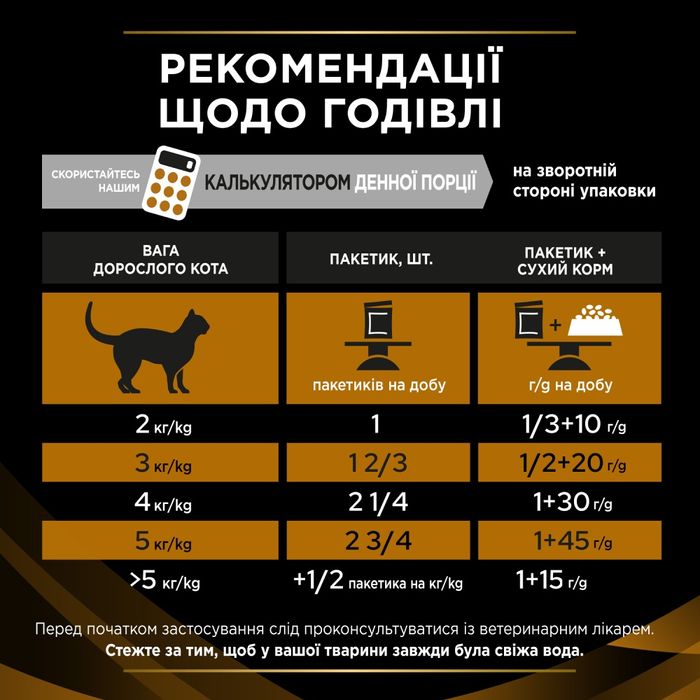 РЕКОМЕНДАЦІЇ
ЩОДО ГОДІВЛІ
СКОРИСТАЙТЕСЬ
НАШИМ
КАЛЬКУЛЯТОРОМ ДЕННОЇ ПОРЦІЇ
на зворотній
стороні упаковки
ВАГА
ДОРОСЛОГО КОТА
ПАКЕТИК, ШТ.
ПАКЕТИК +
СУХИЙ КОРМ
+
пакетиків на добу
г/g на добу
2 кг/kg 1 1/3+10 г/g
3 кг/kg 1 2/3 1/2+20 г/g
4 кг/kg 2 1/4 1+30 г/g
5 кг/kg 2 3/4 1+45 г/g
>5 кг/kg +1/2 пакетика на кг/kg 1+15 г/g
Перед початком застосування слід проконсультуватися із ветеринарним лікарем.
Стежте за тим, щоб у вашої тварини завжди була свіжа вода.